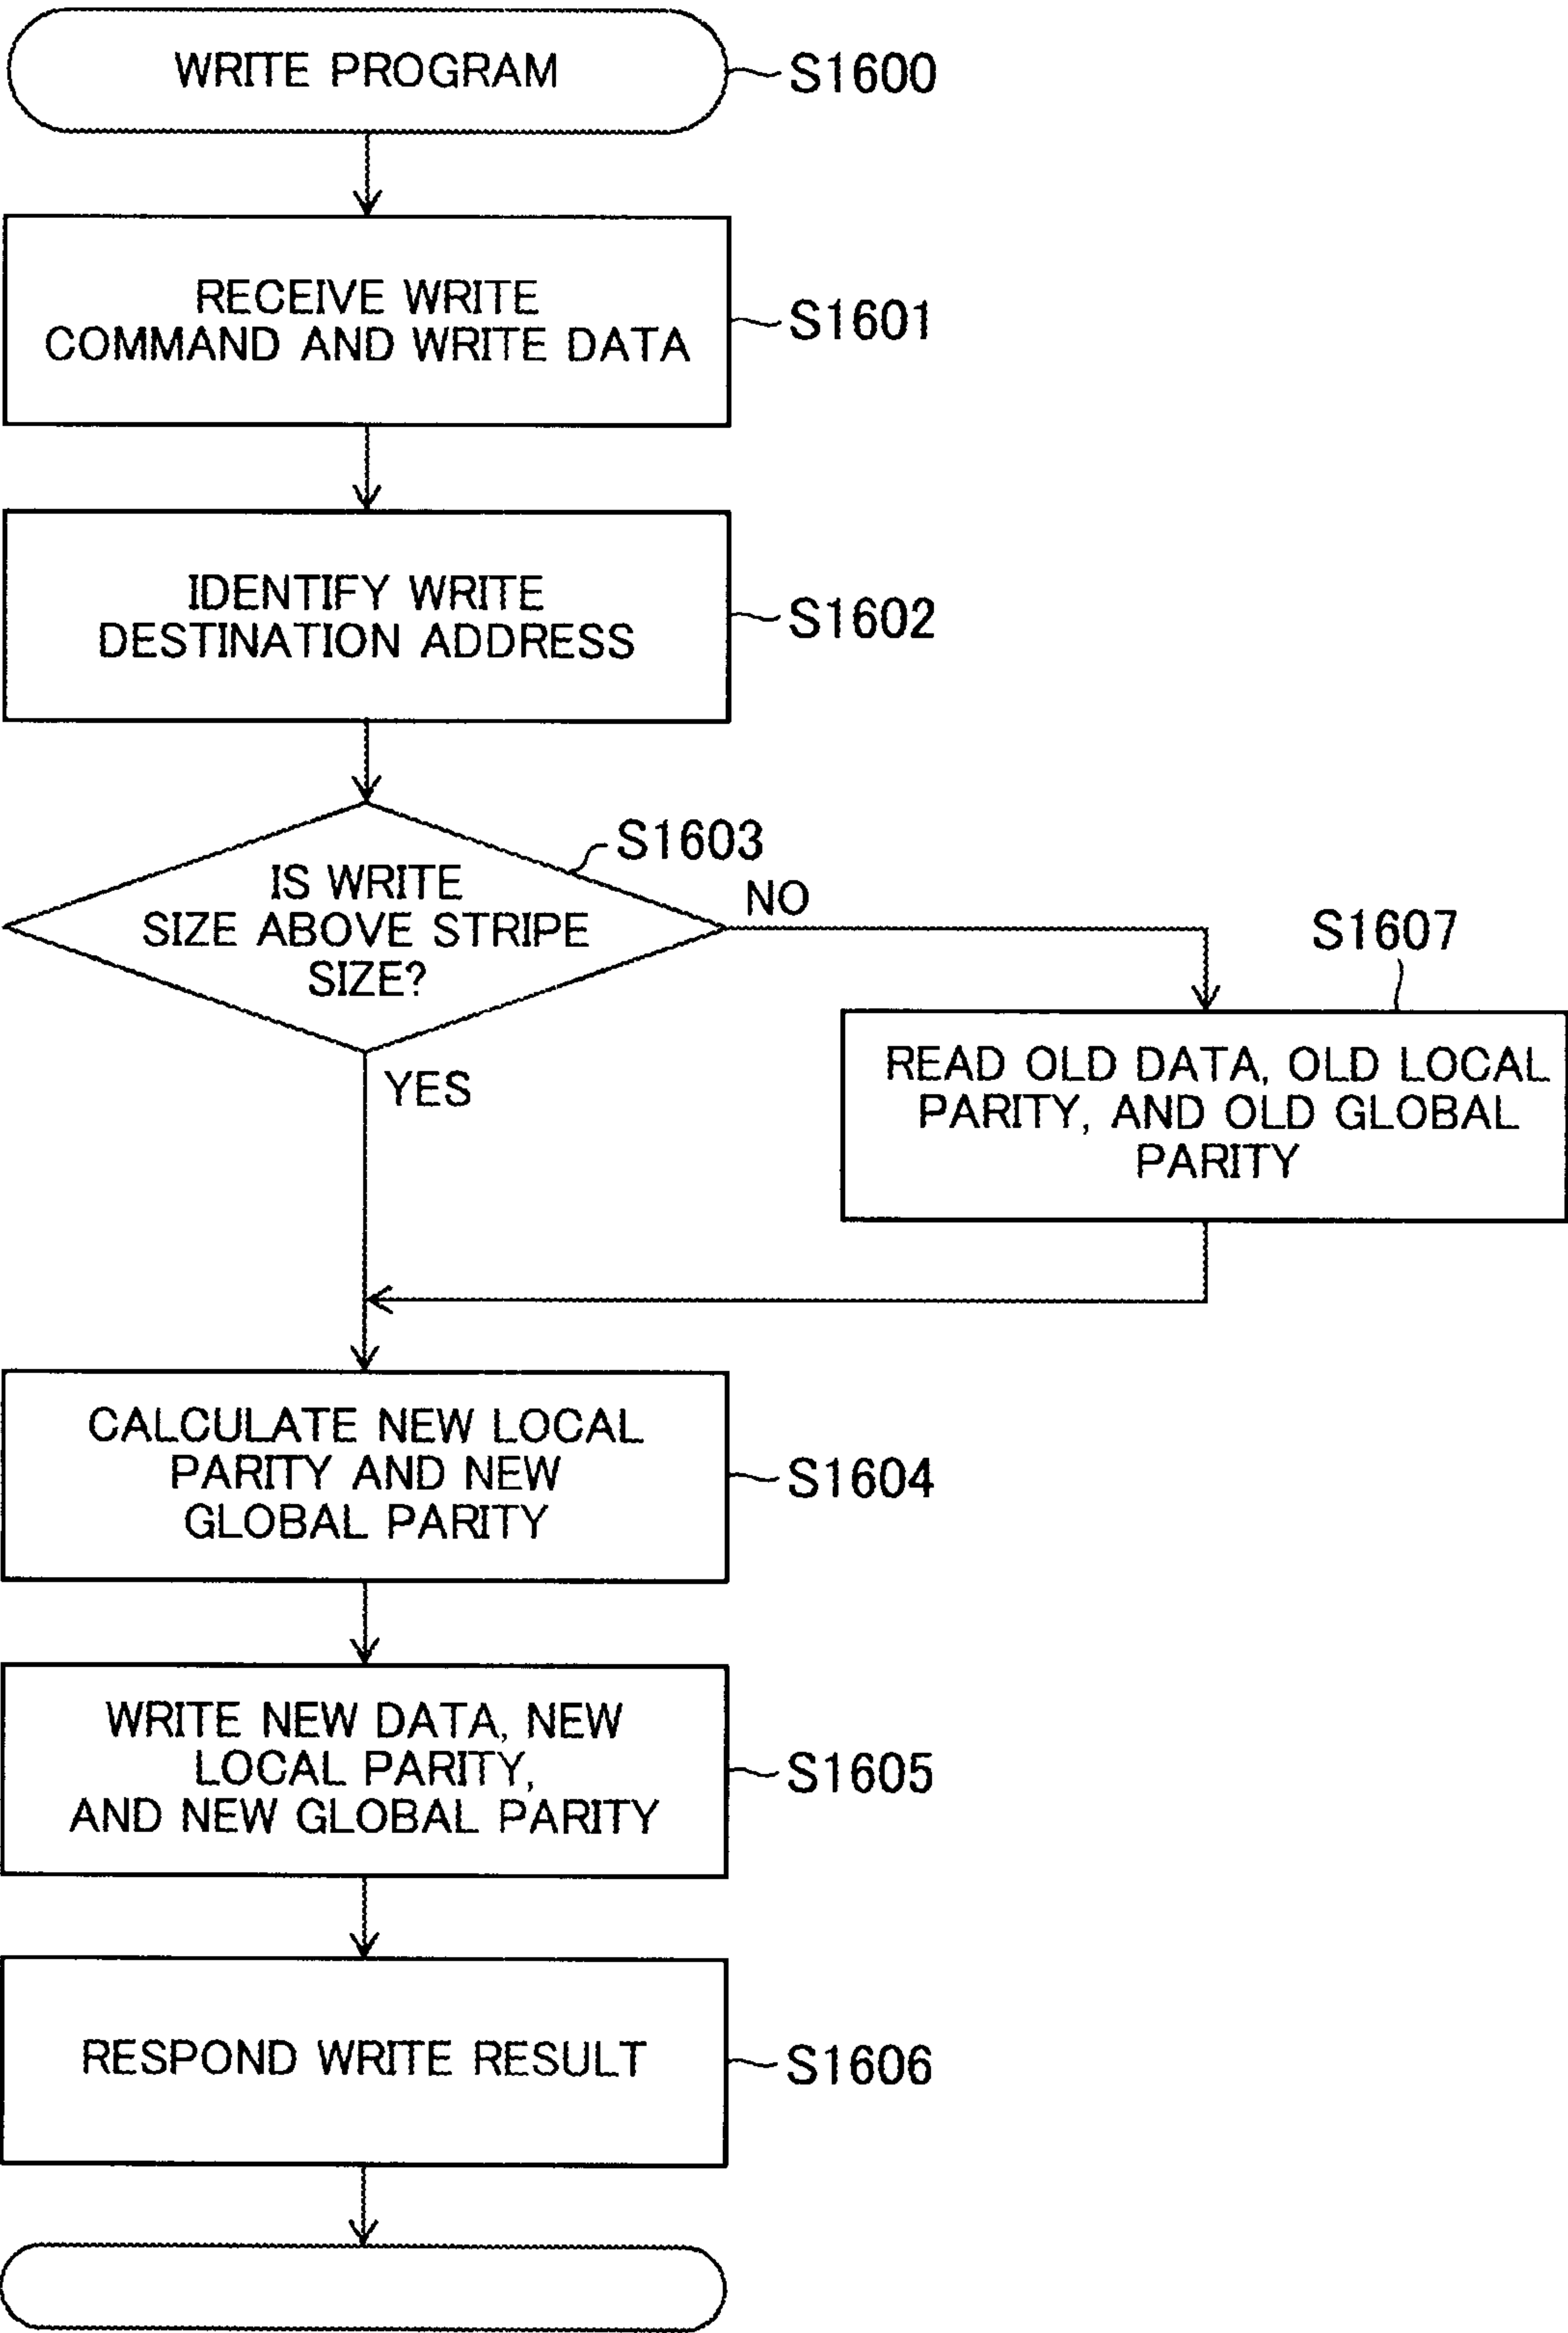 WRITE PROGRAM
S1600
RECEIVE WRITE
COMMAND AND WRITE DATA
S1601
IDENTIFY WRITE
DESTINATION ADDRESS
S1602
S1603
IS WRITE
SIZE ABOVE STRIPE
SIZE?
NO
YES
S1607
READ OLD DATA, OLD LOCAL
PARITY, AND OLD GLOBAL
PARITY
CALCULATE NEW LOCAL
PARITY AND NEW
GLOBAL PARITY
S1604
WRITE NEW DATA, NEW
LOCAL PARITY,
AND NEW GLOBAL PARITY
S1605
RESPOND WRITE RESULT
S1606